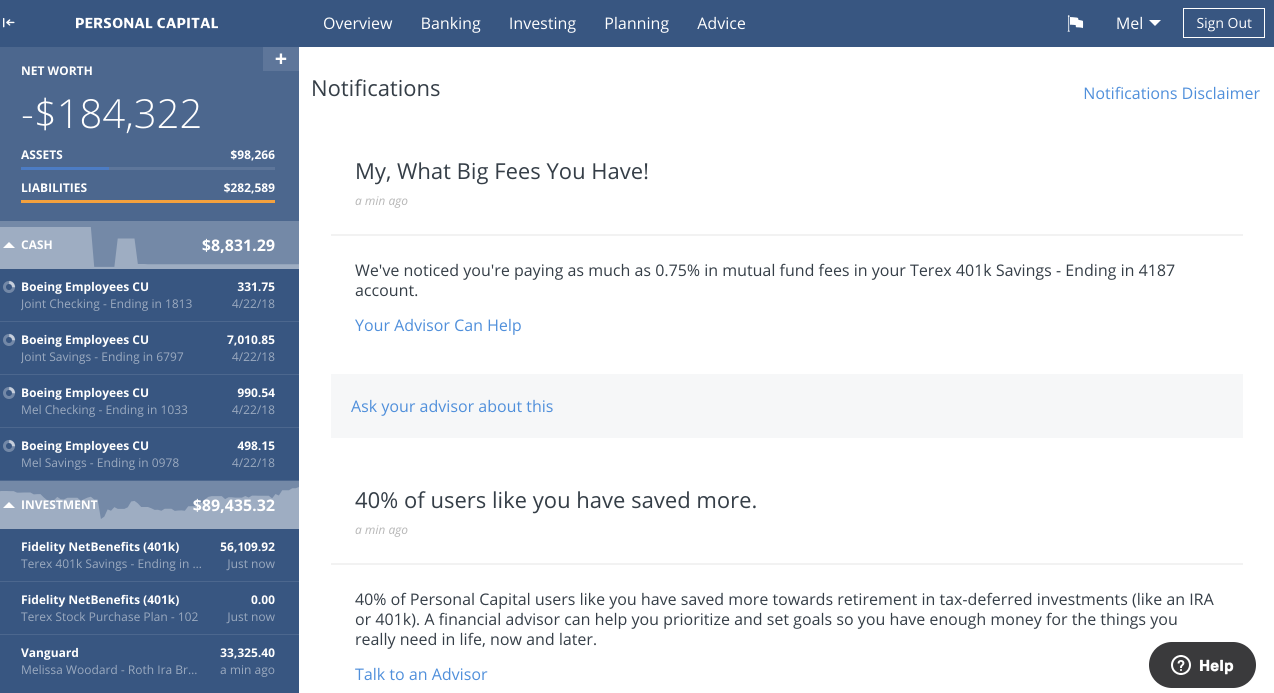 PERSONAL CAPITAL
Overview Banking Investing Planning Advice
Mel
Sign Out
+
NET WORTH
-$184,322
ASSETS $98,266
LIABILITIES $282,589
CASH $8,831.29
Boeing Employees CU 331.75
Joint Checking - Ending in 1813 4/22/18
Boeing Employees CU 7,010.85
Joint Savings - Ending in 6797 4/22/18
Boeing Employees CU 990.54
Mel Checking - Ending in 1033 4/22/18
Boeing Employees CU 498.15
Mel Savings - Ending in 0978 4/22/18
INVESTMENT $89,435.32
Fidelity NetBenefits (401k) 56,109.92
Terex 401k Savings - Ending in ... Just now
Fidelity NetBenefits (401k) 0.00
Terex Stock Purchase Plan - 102 Just now
Vanguard 33,325.40
Melissa Woodard - Roth Ira Br... a min ago
Notifications
Notifications Disclaimer
My, What Big Fees You Have!
a min ago
We've noticed you're paying as much as 0.75% in mutual fund fees in your Terex 401k Savings - Ending in 4187
account.
Your Advisor Can Help
Ask your advisor about this
40% of users like you have saved more.
a min ago
40% of Personal Capital users like you have saved more towards retirement in tax-deferred investments (like an IRA
or 401k). A financial advisor can help you prioritize and set goals so you have enough money for the things you
really need in life, now and later.
Talk to an Advisor
? Help